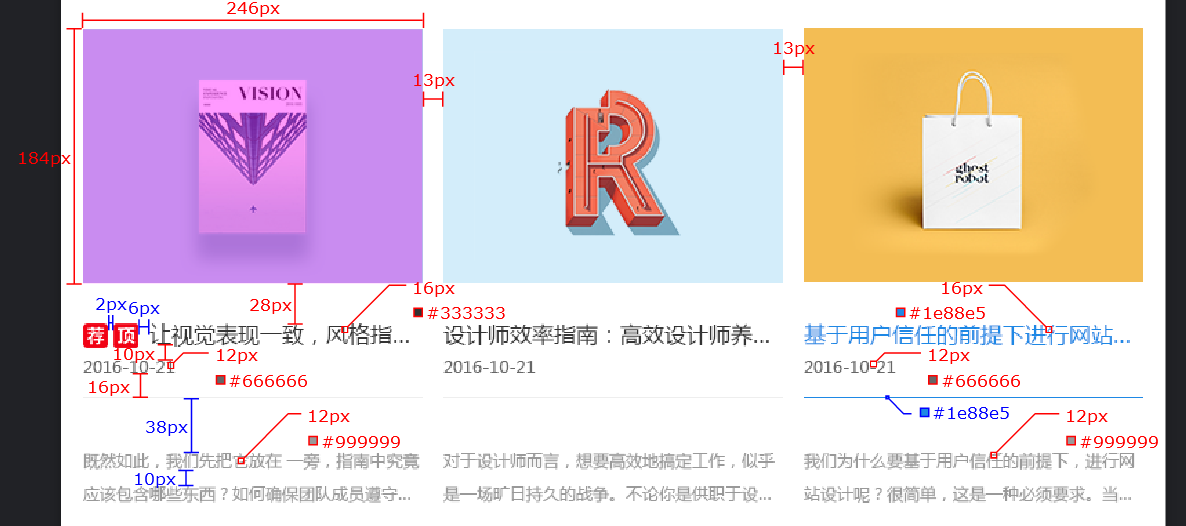 246px
13px
13px
184px
VISION
R
ghost
robot
28px
16px
#333333
16px
#1e88e5
2px
6px
荐 顶 让视觉表现一致，风格指...
设计师效率指南：高效设计师养...
基于用户信任的前提下进行网站...
10px
12px
12px
2016-10-21
2016-10-21
2016-10-21
16px
#666666
#666666
38px
12px
#999999
#1e88e5
12px
#999999
既然如此，我们先把它放在 一旁，指南中究竟
应该包含哪些东西？如何确保团队成员遵守...
对于设计师而言，想要高效地搞定工作，似乎
是一场旷日持久的战争。不论你是供职于设...
我们为什么要基于用户信任的前提下，进行网
站设计呢？很简单，这是一种必须要求。当...
10px